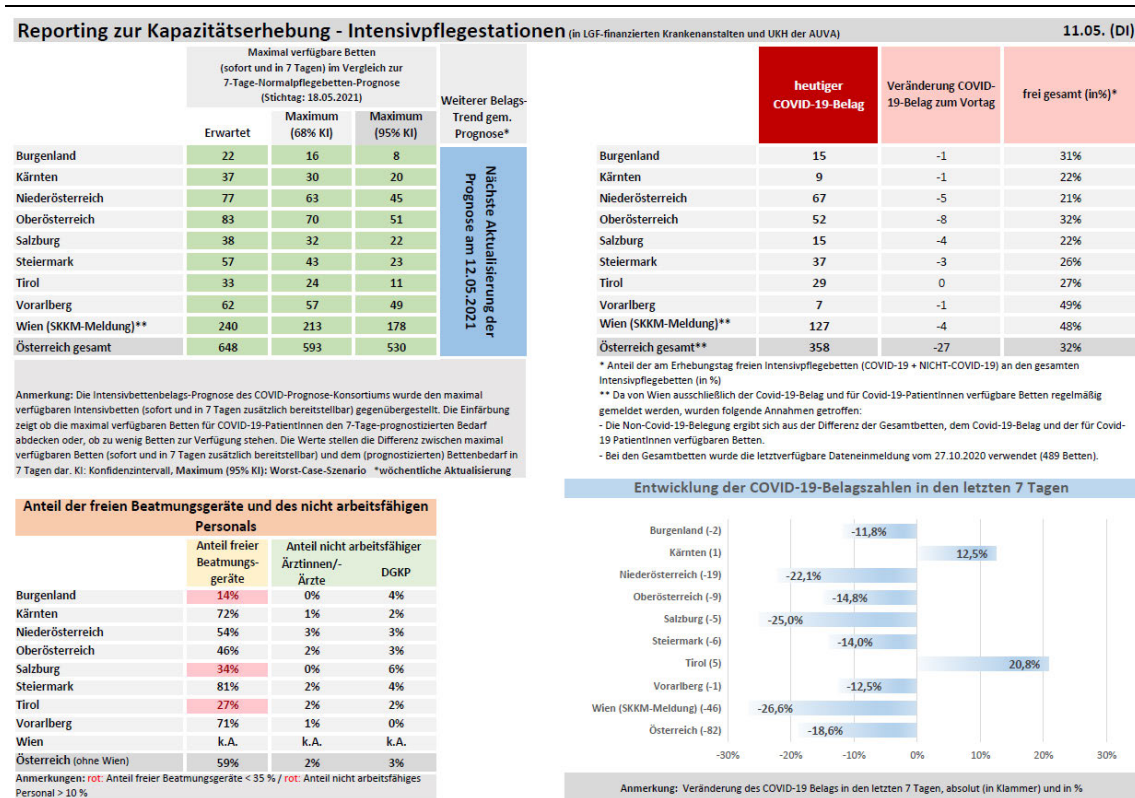 Reporting zur Kapazitätserhebung - Intensivpflegestationen (in LGF-finanzierten Krankenanstalten und UKH der AUVA) 11.05. (DI)
Maximal verfügbare Betten
(sofort und in 7 Tagen) im Vergleich zur
7-Tage-Normalpflegebetten-Prognose
(Stichtag: 18.05.2021)
Weiterer Belags-
Trend gem.
Prognose*
Erwartet Maximum (68% KI) Maximum (95% KI)
Burgenland 22 16 8
Kärnten 37 30 20
Niederösterreich 77 63 45
Oberösterreich 83 70 51
Salzburg 38 32 22
Steiermark 57 43 23
Tirol 33 24 11
Vorarlberg 62 57 49
Wien (SKKM-Meldung)** 240 213 178
Österreich gesamt 648 593 530
Nächste Aktualisierung der
Prognose am 12.05.2021
Anmerkung: Die Intensivbettenbelags-Prognose des COVID-Prognose-Konsortiums wurde den maximal
verfügbaren Intensivbetten (sofort und in 7 Tagen zusätzlich bereitstellbar) gegenübergestellt. Die Einfärbung
zeigt ob die maximal verfügbaren Betten für COVID-19-PatientInnen den 7-Tage-prognostizierten Bedarf
abdecken oder, ob zu wenig Betten zur Verfügung stehen. Die Werte stellen die Differenz zwischen maximal
verfügbaren Betten (sofort und in 7 Tagen zusätzlich bereitstellbar) und dem (prognostizierten) Bettenbedarf in
7 Tagen dar. KI: Konfidenzintervall, Maximum (95% KI): Worst-Case-Szenario *wöchentliche Aktualisierung
heutiger COVID-19-Belag Veränderung COVID-19-Belag zum Vortag frei gesamt (in%)*
Burgenland 15 -1 31%
Kärnten 9 -1 22%
Niederösterreich 67 -5 21%
Oberösterreich 52 -8 32%
Salzburg 15 -4 22%
Steiermark 37 -3 26%
Tirol 29 0 27%
Vorarlberg 7 -1 49%
Wien (SKKM-Meldung)** 127 -4 48%
Österreich gesamt** 358 -27 32%
* Anteil der am Erhebungstag freien Intensivpflegebetten (COVID-19 + NICHT-COVID-19) an den gesamten
Intensivpflegebetten (in %)
** Da von Wien ausschließlich der Covid-19-Belag und für Covid-19-PatientInnen verfügbare Betten regelmäßig
gemeldet werden, wurden folgende Annahmen getroffen:
- Die Non-Covid-19-Belegung ergibt sich aus der Differenz der Gesamtbetten, dem Covid-19-Belag und der für Covid-
19 PatientInnen verfügbaren Betten.
- Bei den Gesamtbetten wurde die letztverfügbare Dateneinmeldung vom 27.10.2020 verwendet (489 Betten).
Anteil der freien Beatmungsgeräte und des nicht arbeitsfähigen
Personals
Anteil freier Beatmungs-geräte Anteil nicht arbeitsfähiger
Ärztinnen/-Ärzte DGKP
Burgenland 14% 0% 4%
Kärnten 72% 1% 2%
Niederösterreich 54% 3% 3%
Oberösterreich 46% 2% 3%
Salzburg 34% 0% 6%
Steiermark 81% 2% 4%
Tirol 27% 2% 2%
Vorarlberg 71% 1% 0%
Wien k.A. k.A. k.A.
Österreich (ohne Wien) 59% 2% 3%
Anmerkungen: rot: Anteil freier Beatmungsgeräte < 35 % / rot: Anteil nicht arbeitsfähiges
Personal > 10 %
Entwicklung der COVID-19-Belagszahlen in den letzten 7 Tagen
Burgenland (-2) -11,8%
Kärnten (1) 12,5%
Niederösterreich (-19) -22,1%
Oberösterreich (-9) -14,8%
Salzburg (-5) -25,0%
Steiermark (-6) -14,0%
Tirol (5) 20,8%
Vorarlberg (-1) -12,5%
Wien (SKKM-Meldung) (-46) -26,6%
Österreich (-82) -18,6%
-30% -20% -10% 0% 10% 20% 30%
Anmerkung: Veränderung des COVID-19 Belags in den letzten 7 Tagen, absolut (in Klammer) und in %